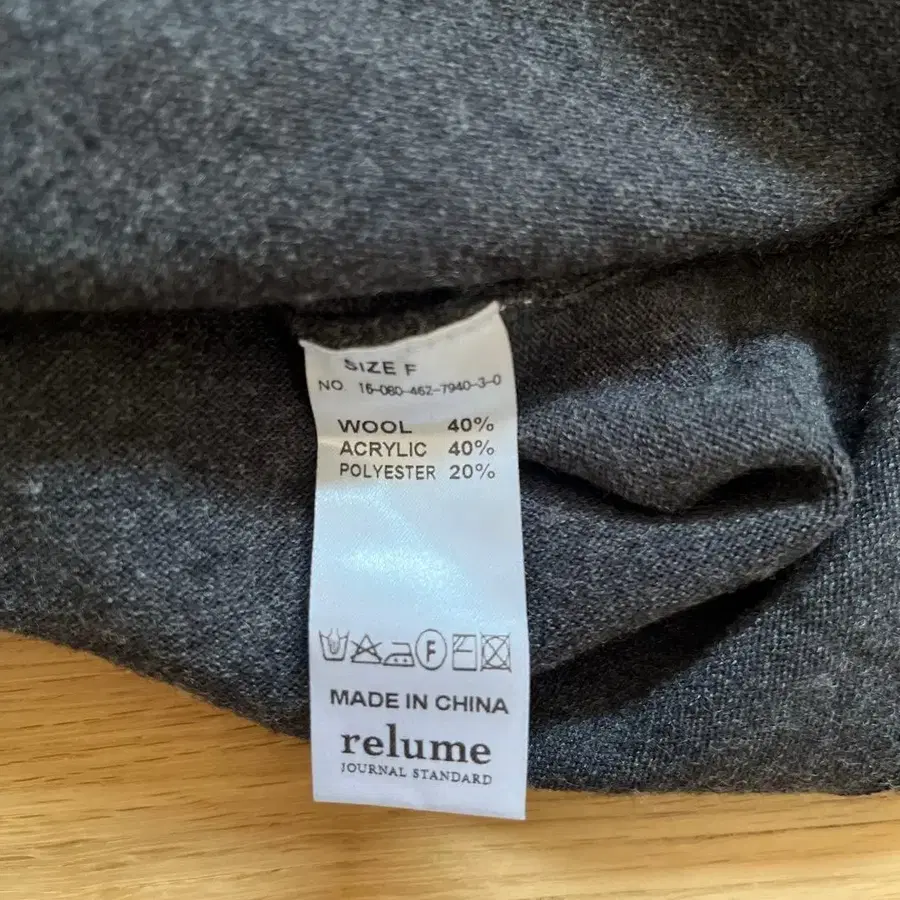 SIZE F
NO. 16-080-462-7940-3-0
WOOL 40%
ACRYLIC 40%
POLYESTER 20%
F
MADE IN CHINA
relume
JOURNAL STANDARD